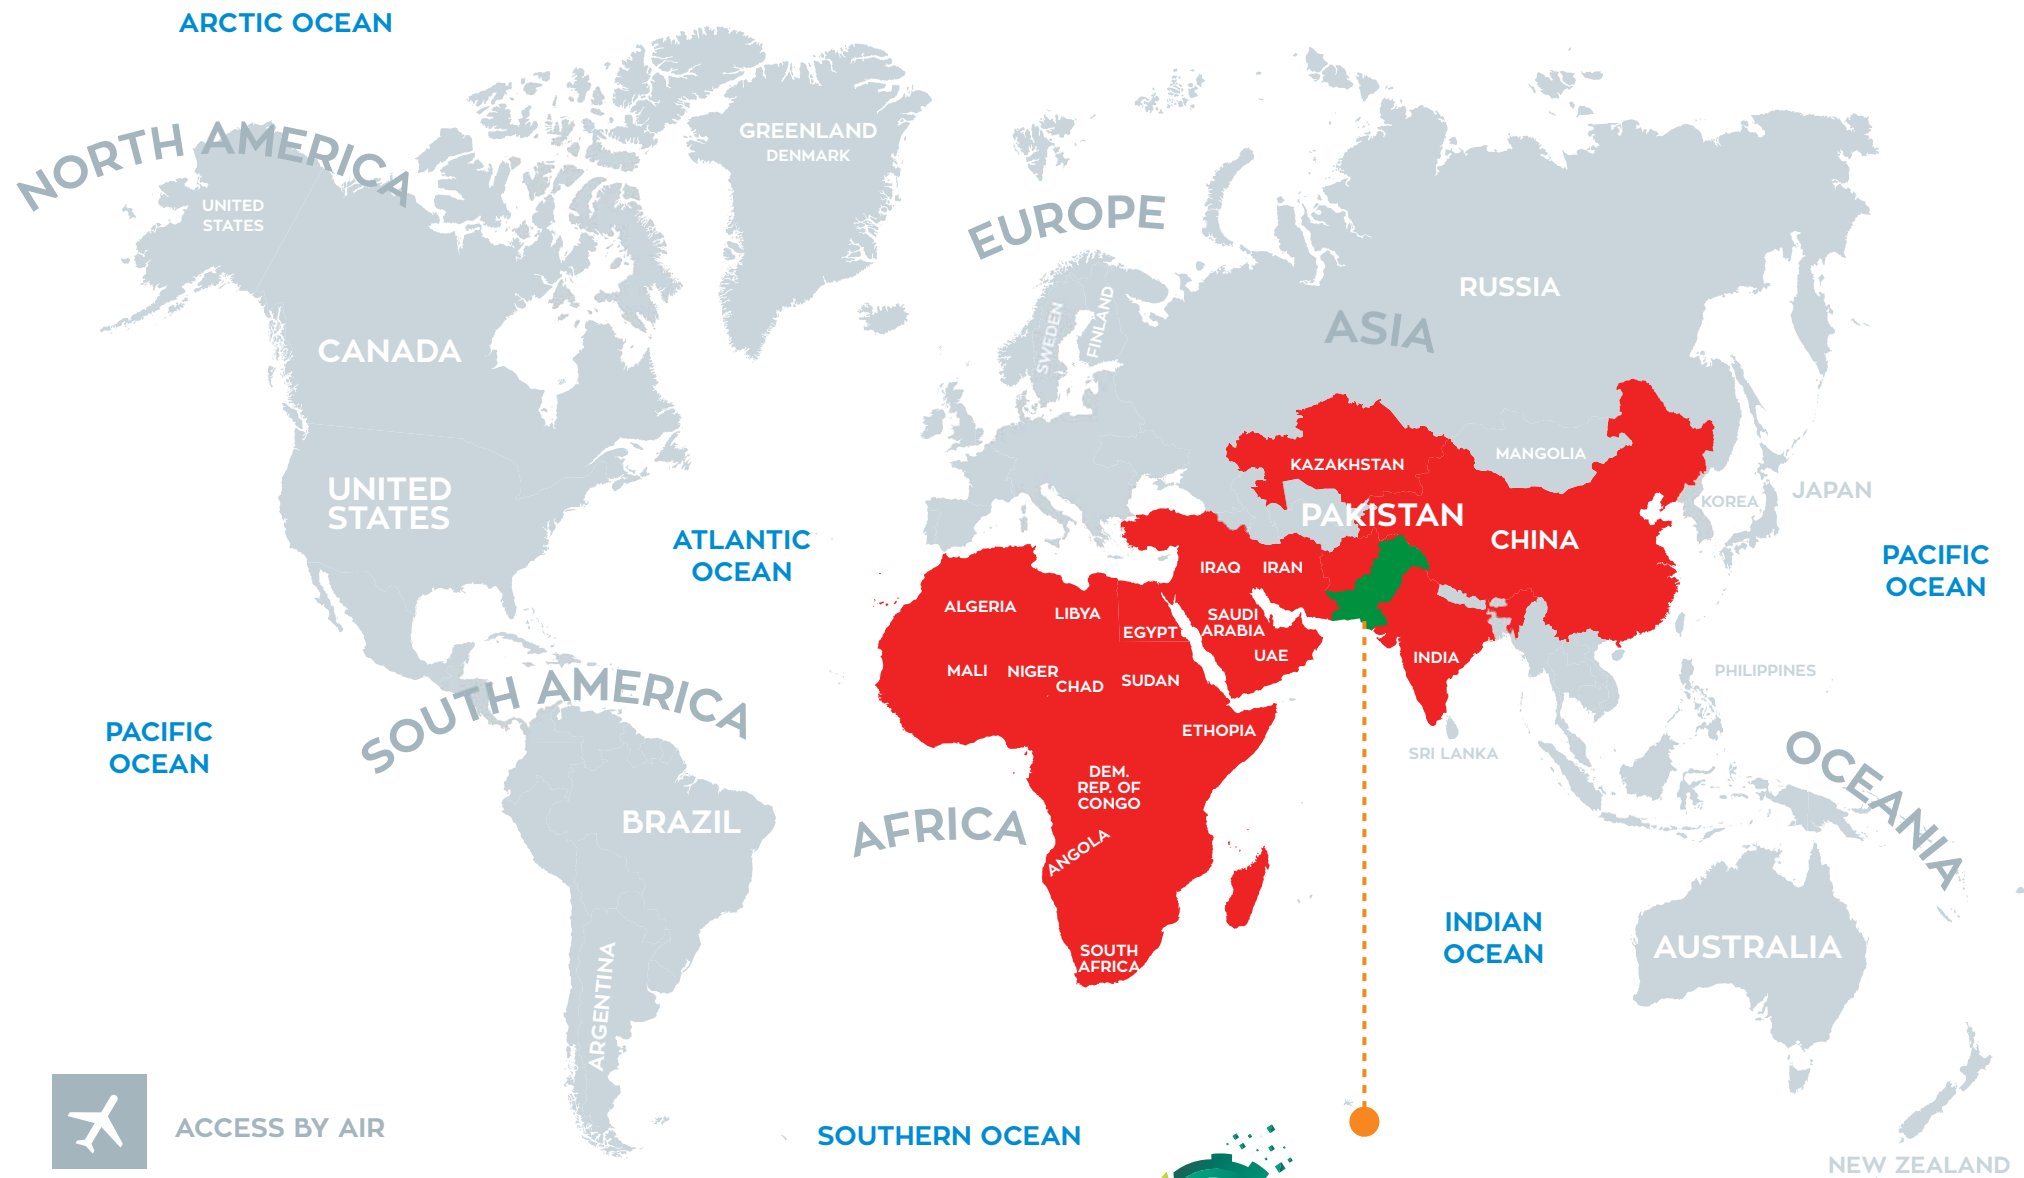 ARCTIC OCEAN
NORTH AMERICA
GREENLAND
DENMARK
UNITED
STATES
EUROPE
RUSSIA
ASIA
SWEDEN
FINLAND
CANADA
KAZAKHSTAN
MANGOLIA
UNITED
STATES
JAPAN
KOREA
PAKISTAN
CHINA
ATLANTIC
OCEAN
PACIFIC
OCEAN
IRAQ
IRAN
ALGERIA
LIBYA
EGYPT
SAUDI
ARABIA
UAE
INDIA
MALI
NIGER
CHAD
SUDAN
PHILIPPINES
SOUTH AMERICA
ETHOPIA
SRI LANKA
PACIFIC
OCEAN
OCEANIA
DEM.
REP. OF
CONGO
BRAZIL
AFRICA
ANGOLA
INDIAN
OCEAN
AUSTRALIA
SOUTH
AFRICA
ARGENTINA
ACCESS BY AIR
SOUTHERN OCEAN
NEW ZEALAND